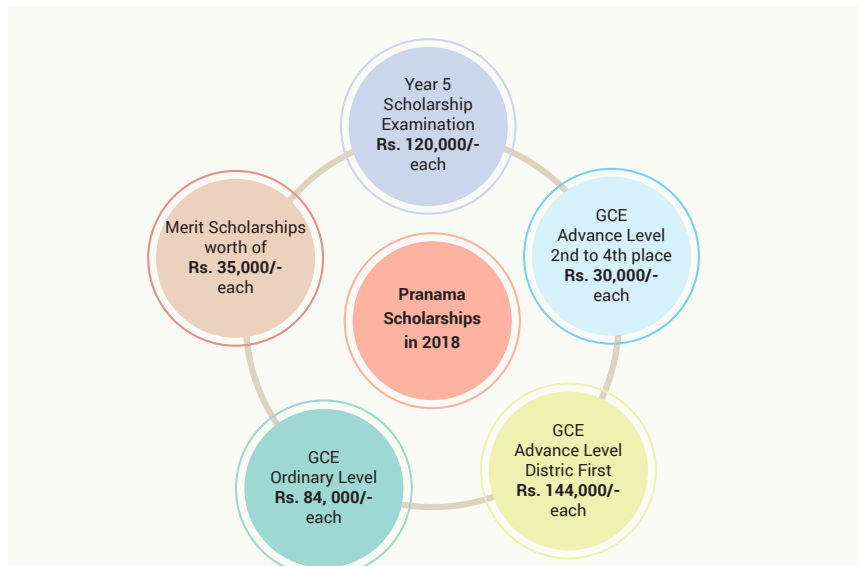 Year 5
Scholarship
Examination
Rs. 120,000/-
each
GCE
Advance Level
2nd to 4th place
Rs. 30,000/-
each
Merit Scholarships
worth of
Rs. 35,000/-
each
Pranama
Scholarships
in 2018
GCE
Advance Level
Distric First
Rs. 144,000/-
each
GCE
Ordinary Level
Rs. 84, 000/-
each